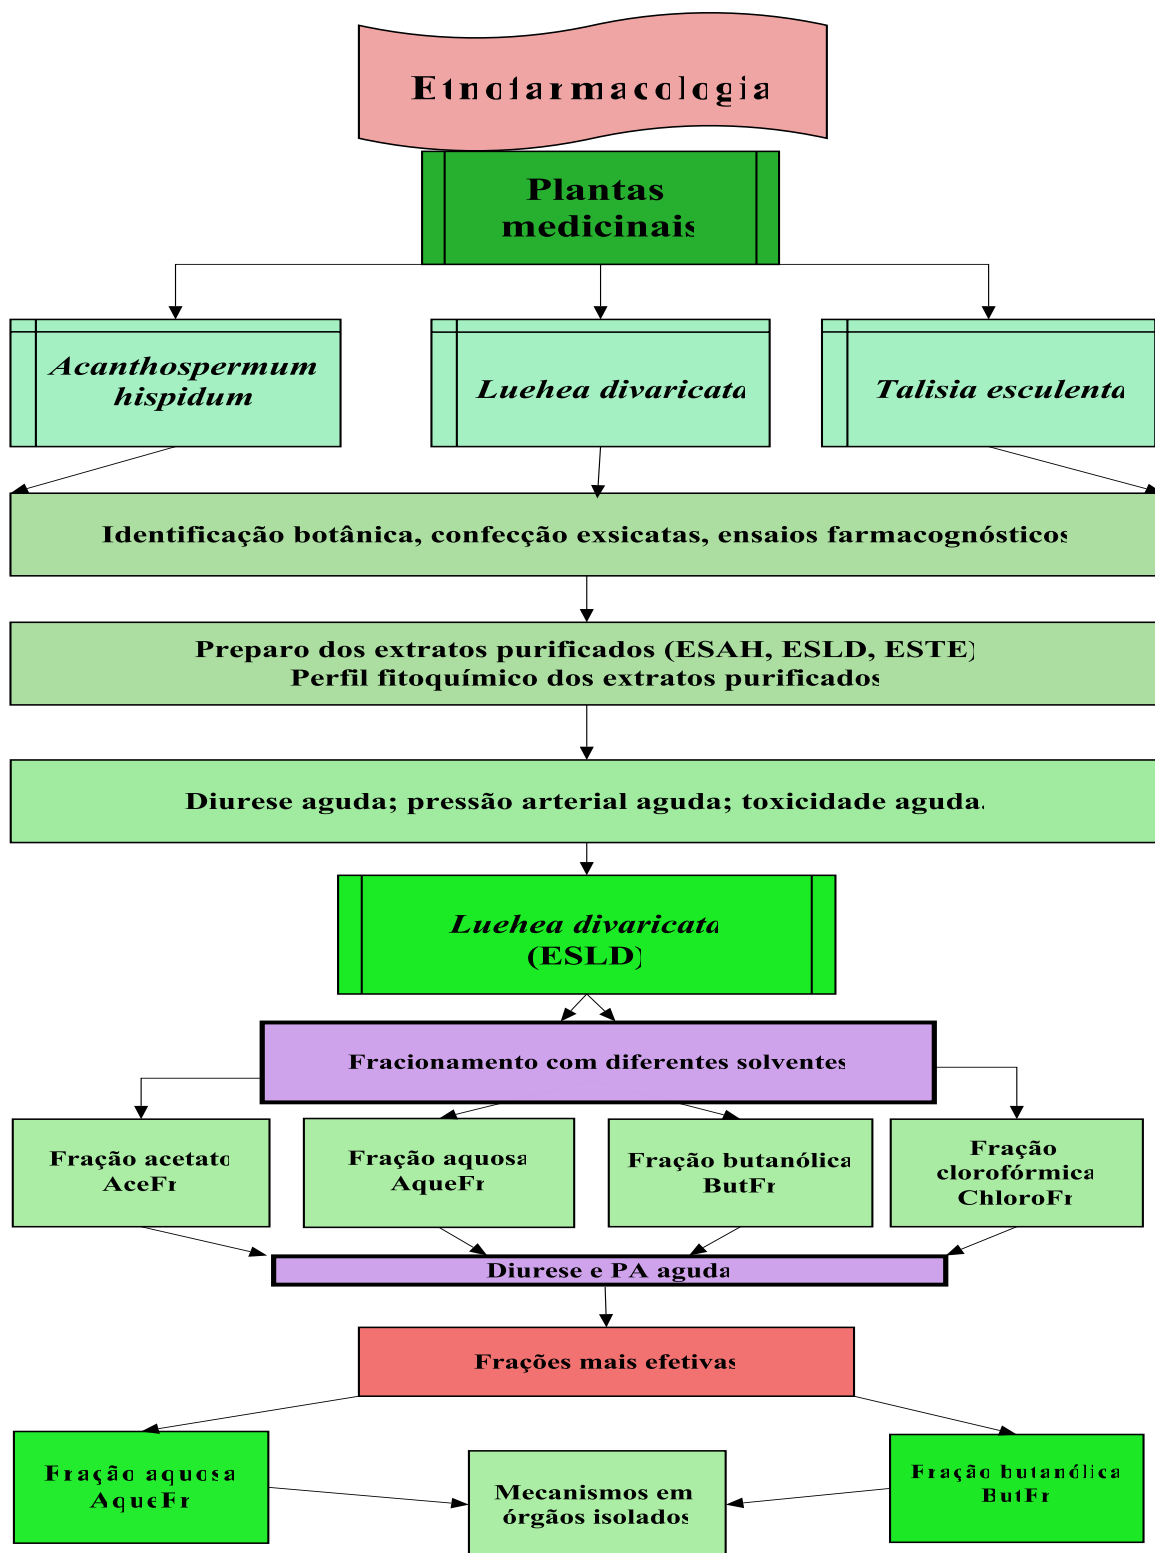 Etnofarmacologia
Plantas
medicinais
Acanthospermum
hispidum
Luehea divaricata
Talisia esculenta
Identificação botânica, confecção exsicatas, ensaios farmacognósticos
Preparo dos extratos purificados (ESAH, ESLD, ESTE)
Perfil fitoquímico dos extratos purificados
Diurese aguda; pressão arterial aguda; toxicidade aguda.
Luehea divaricata
(ESLD)
Fracionamento com diferentes solventes
Fração acetato
AceFr
Fração aquosa
AqueFr
Fração butanólica
ButFr
Fração
clorofórmica
ChloroFr
Diurese e PA aguda
Frações mais efetivas
Fração aquosa
AqueFr
Mecanismos em
órgãos isolados
Fração butanólica
ButFr